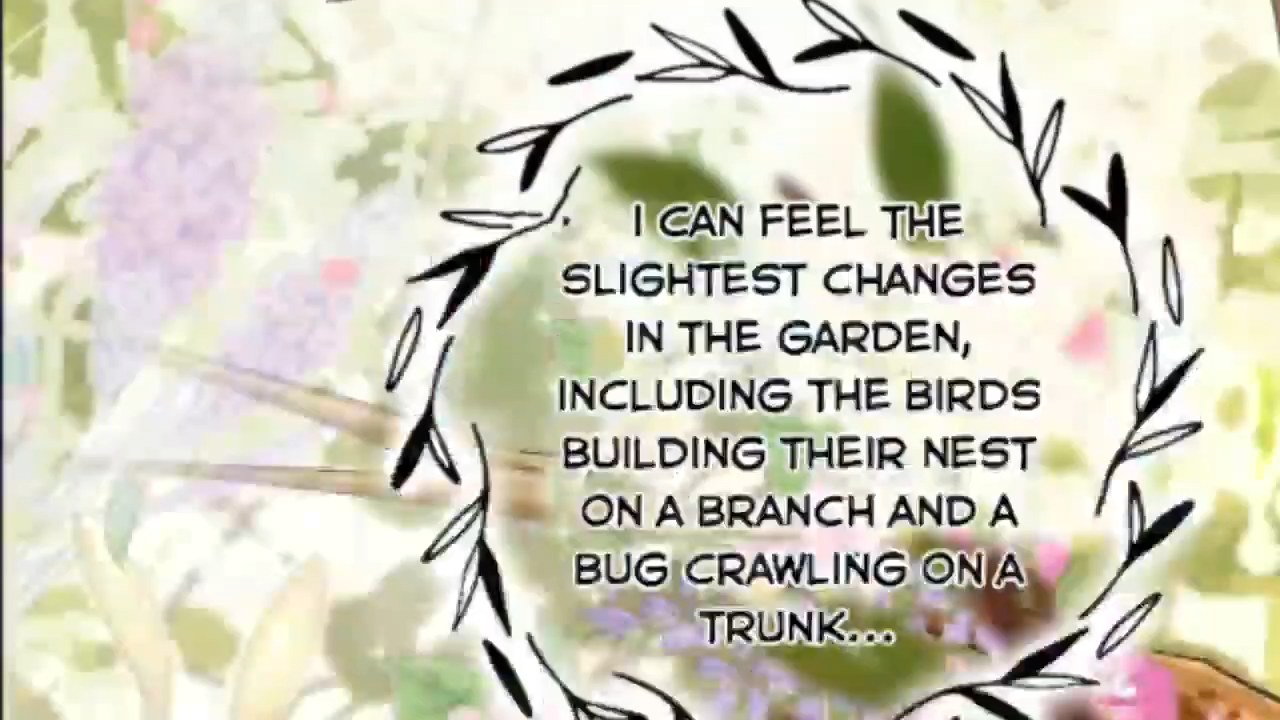 I CAN FEEL THE
SLIGHTEST CHANGES
IN THE GARDEN,
INCLUDING THE BIRDS
BUILDING THEIR NEST
ON A BRANCH AND A
BUG CRAWLING ON A
TRUNK...